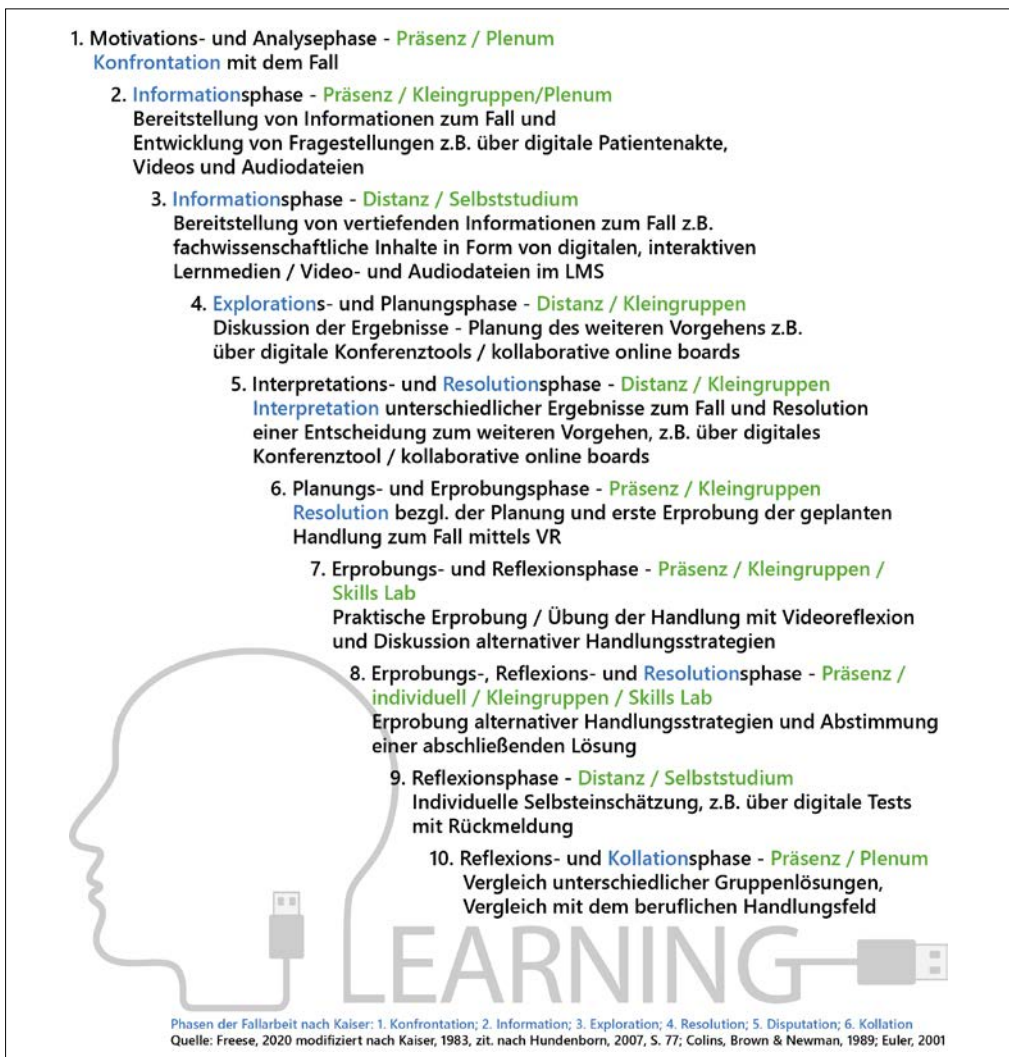 1. Motivations- und Analysephase - Präsenz / Plenum
Konfrontation mit dem Fall
2. Informationsphase - Präsenz / Kleingruppen/Plenum
Bereitstellung von Informationen zum Fall und
Entwicklung von Fragestellungen z.B. über digitale Patientenakte,
Videos und Audiodateien
3. Informationsphase - Distanz / Selbststudium
Bereitstellung von vertiefenden Informationen zum Fall z.B.
fachwissenschaftliche Inhalte in Form von digitalen, interaktiven
Lernmedien / Video- und Audiodateien im LMS
4. Explorations- und Planungsphase - Distanz / Kleingruppen
Diskussion der Ergebnisse - Planung des weiteren Vorgehens z.B.
über digitale Konferenztools / kollaborative online boards
5. Interpretations- und Resolutionsphase - Distanz / Kleingruppen
Interpretation unterschiedlicher Ergebnisse zum Fall und Resolution
einer Entscheidung zum weiteren Vorgehen, z.B. über digitales
Konferenztool / kollaborative online boards
6. Planungs- und Erprobungsphase - Präsenz / Kleingruppen
Resolution bezgl. der Planung und erste Erprobung der geplanten
Handlung zum Fall mittels VR
7. Erprobungs- und Reflexionsphase - Präsenz / Kleingruppen /
Skills Lab
Praktische Erprobung / Übung der Handlung mit Videoreflexion
und Diskussion alternativer Handlungsstrategien
8. Erprobungs-, Reflexions- und Resolutionsphase - Präsenz /
individuell / Kleingruppen / Skills Lab
Erprobung alternativer Handlungsstrategien und Abstimmung
einer abschließenden Lösung
9. Reflexionsphase - Distanz / Selbststudium
Individuelle Selbsteinschätzung, z.B. über digitale Tests
mit Rückmeldung
10. Reflexions- und Kollationsphase - Präsenz / Plenum
Vergleich unterschiedlicher Gruppenlösungen,
Vergleich mit dem beruflichen Handlungsfeld
LEARNING
Phasen der Fallarbeit nach Kaiser: 1. Konfrontation; 2. Information; 3. Exploration; 4. Resolution; 5. Disputation; 6. Kollation
Quelle: Freese, 2020 modifiziert nach Kaiser, 1983, zit. nach Hundenborn, 2007, S. 77; Colins, Brown & Newman, 1989; Euler, 2001